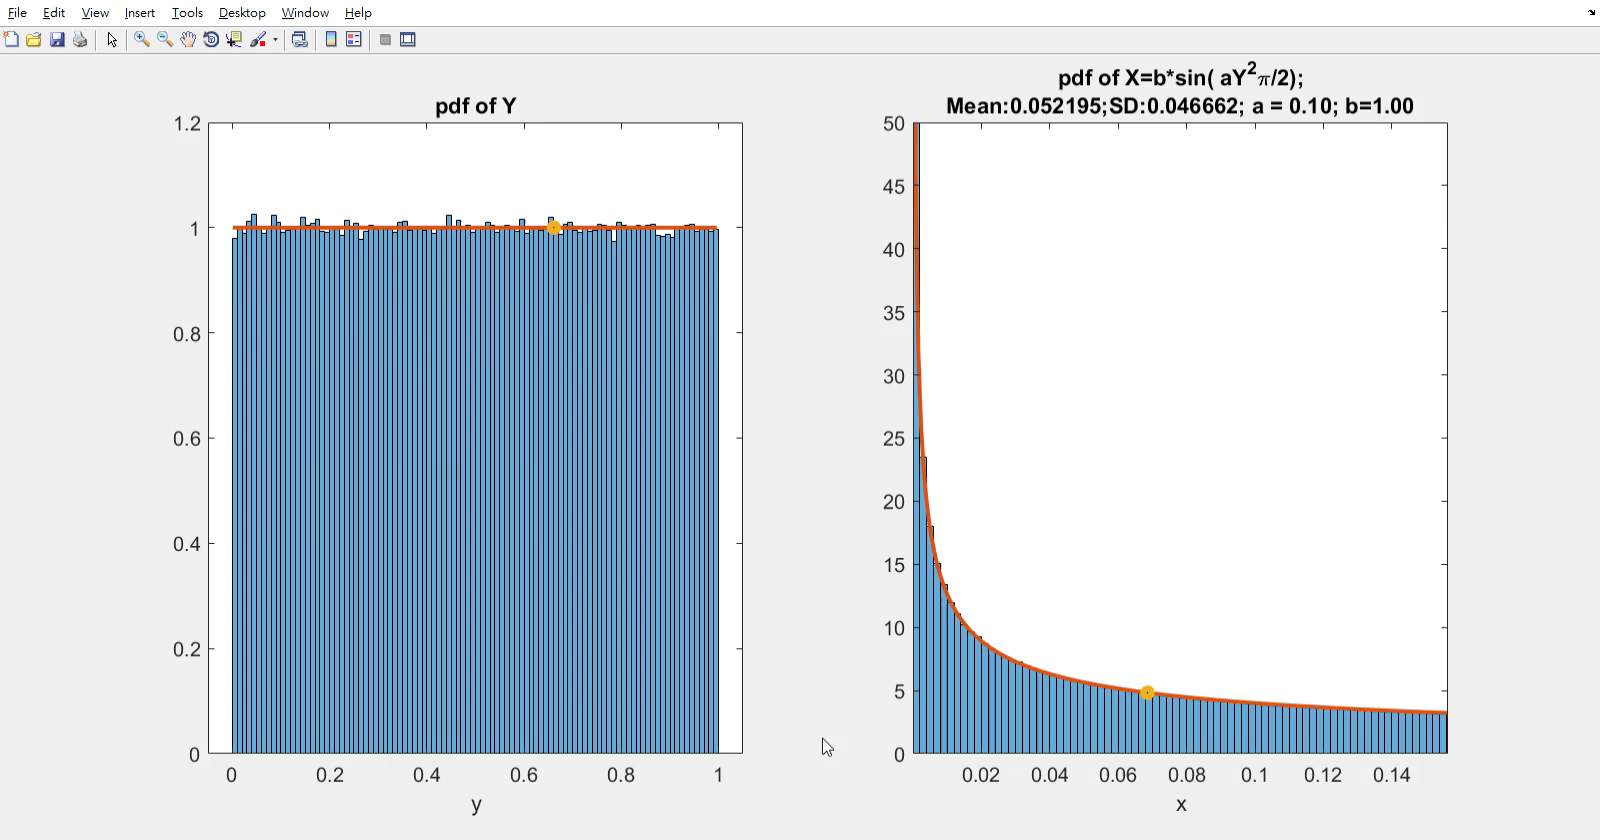 File Edit View Insert Tools Desktop Window Help
pdf of Y
1.2
1
0.8
0.6
0.4
0.2
0
0 0.2 0.4 0.6 0.8 1
y
pdf of X=b*sin( aY²π/2);
Mean:0.052195;SD:0.046662; a = 0.10; b=1.00
50
45
40
35
30
25
20
15
10
5
0
0.02 0.04 0.06 0.08 0.1 0.12 0.14
x